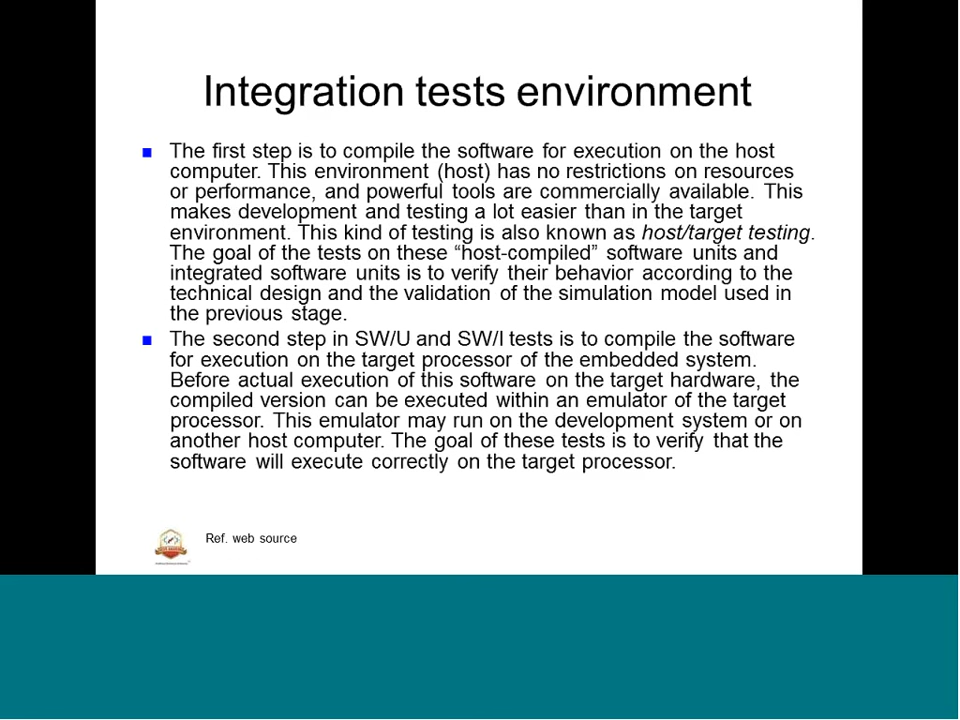 Integration tests environment
The first step is to compile the software for execution on the host
computer. This environment (host) has no restrictions on resources
or performance, and powerful tools are commercially available. This
makes development and testing a lot easier than in the target
environment. This kind of testing is also known as host/target testing.
The goal of the tests on these “host-compiled” software units and
integrated software units is to verify their behavior according to the
technical design and the validation of the simulation model used in
the previous stage.
The second step in SW/U and SW/I tests is to compile the software
for execution on the target processor of the embedded system.
Before actual execution of this software on the target hardware, the
compiled version can be executed within an emulator of the target
processor. This emulator may run on the development system or on
another host computer. The goal of these tests is to verify that the
software will execute correctly on the target processor.
Ref. web source